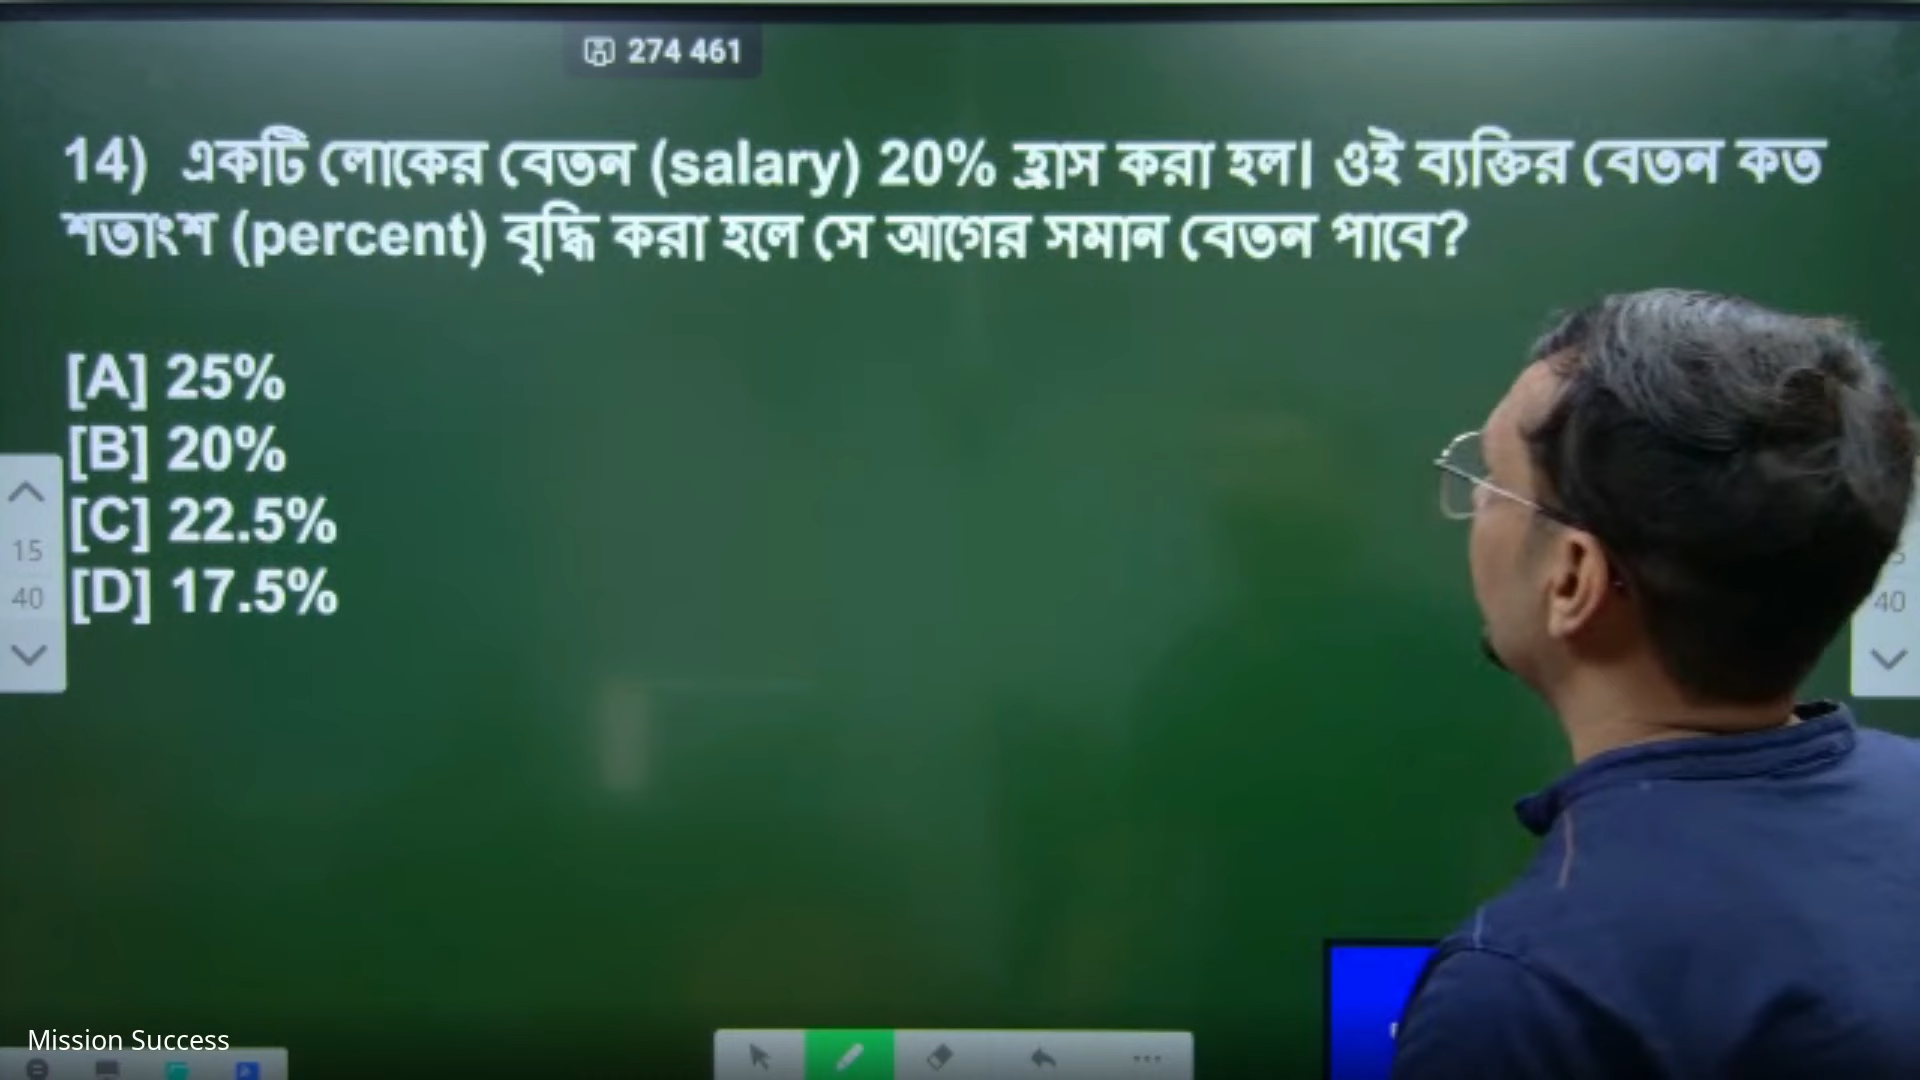 274 461
14) একটি লোকের বেতন (salary) 20% হ্রাস করা হল। ওই ব্যক্তির বেতন কত
শতাংশ (percent) বৃদ্ধি করা হলে সে আগের সমান বেতন পাবে?
[A] 25%
[B] 20%
[C] 22.5%
[D] 17.5%
15
40
40
Mission Success